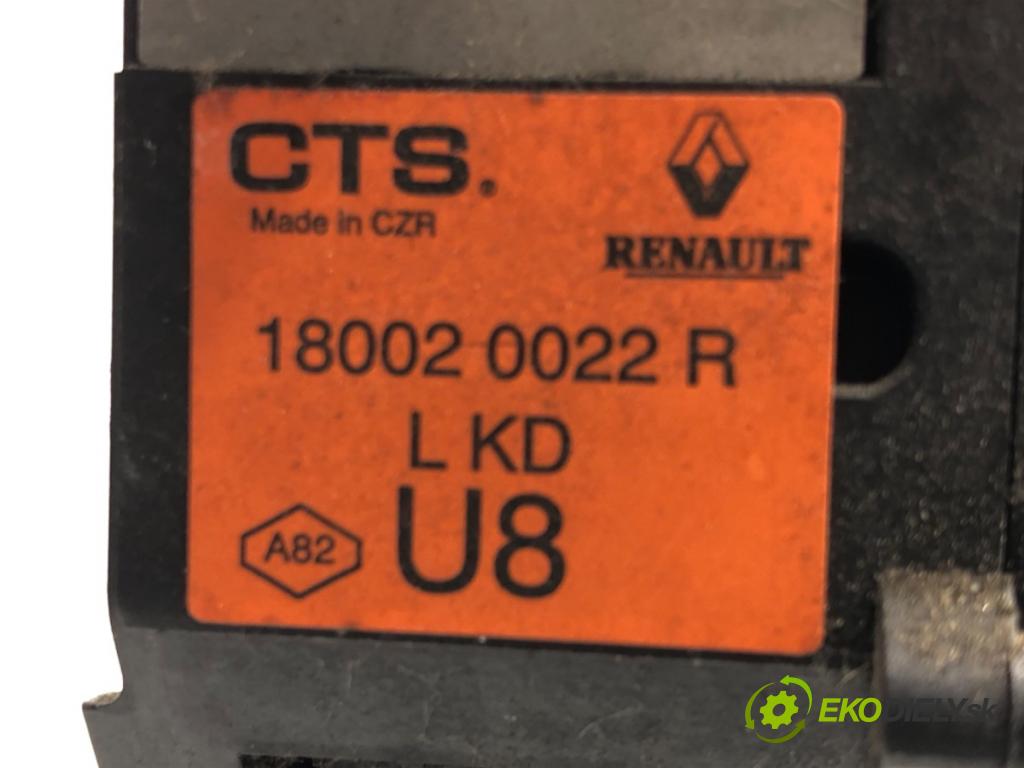 CTS.®
Made in CZR
RENAULT
18002 0022 R
L KD
A82
U8
EKODIELY.sk